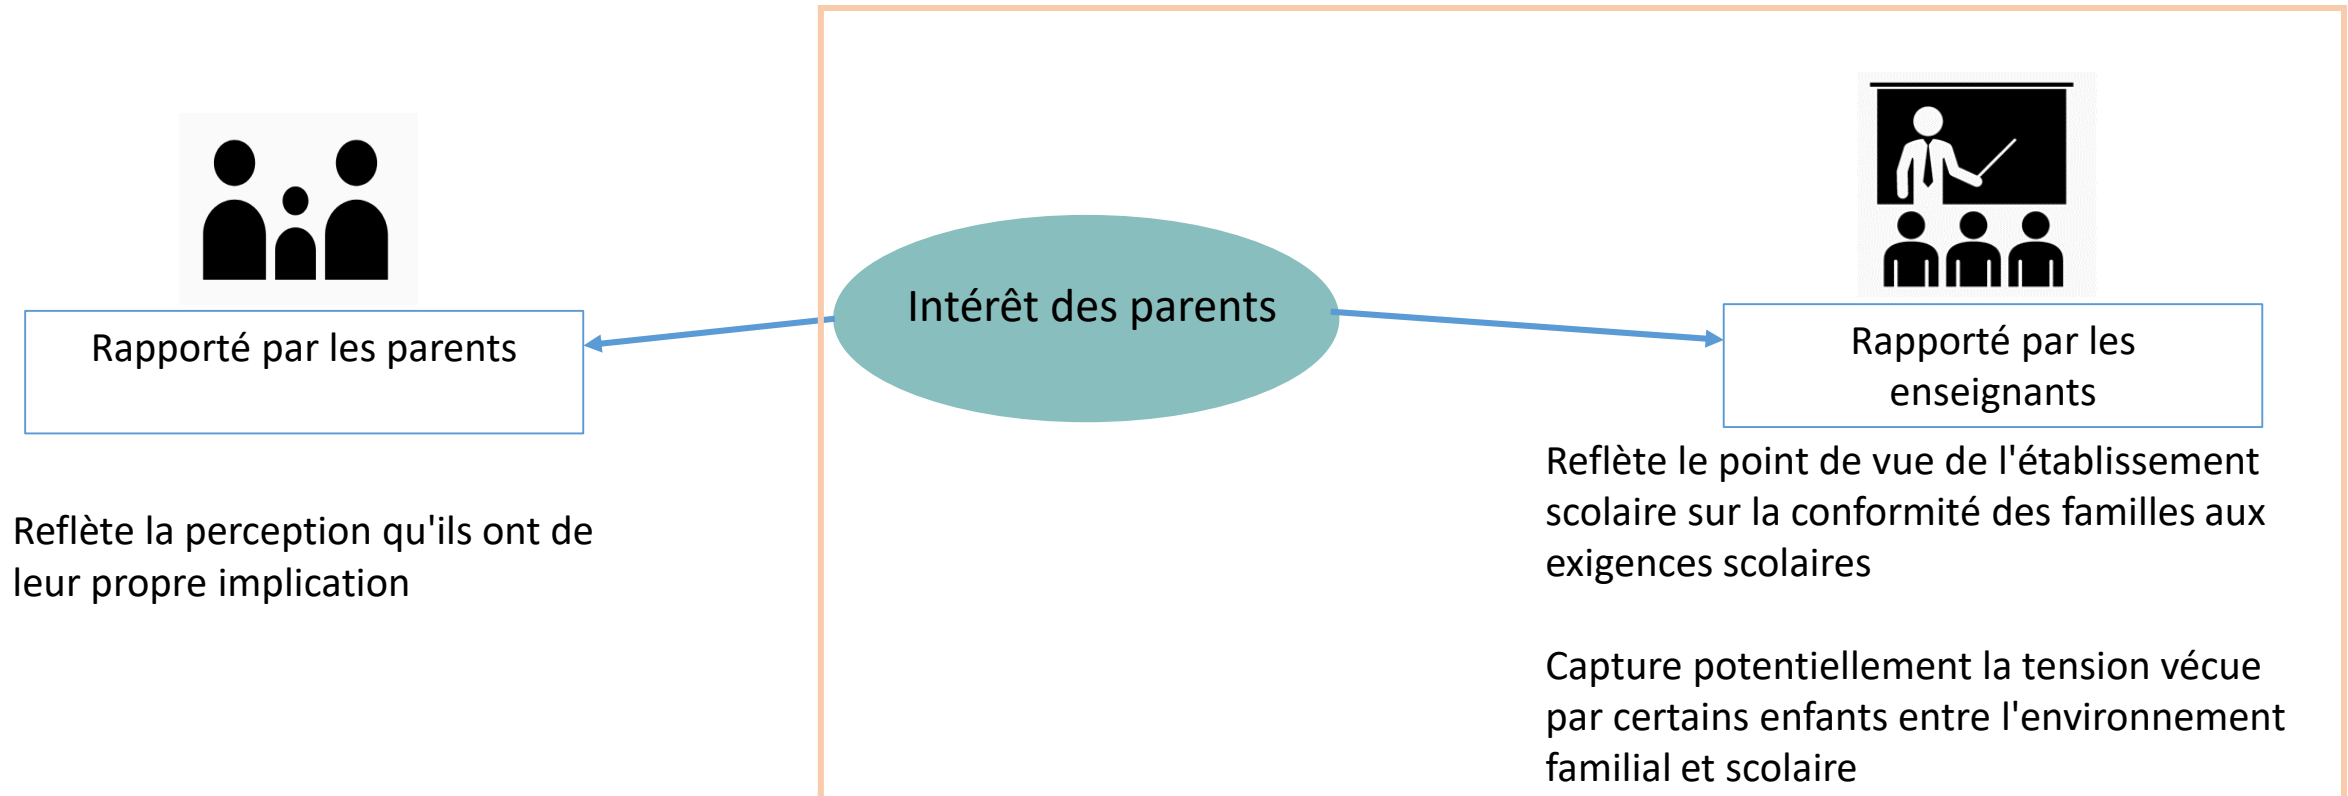 Intérêt des parents
Rapporté par les parents
Reflète la perception qu'ils ont de
leur propre implication
Rapporté par les
enseignants
Reflète le point de vue de l'établissement
scolaire sur la conformité des familles aux
exigences scolaires
Capture potentiellement la tension vécue
par certains enfants entre l'environnement
familial et scolaire